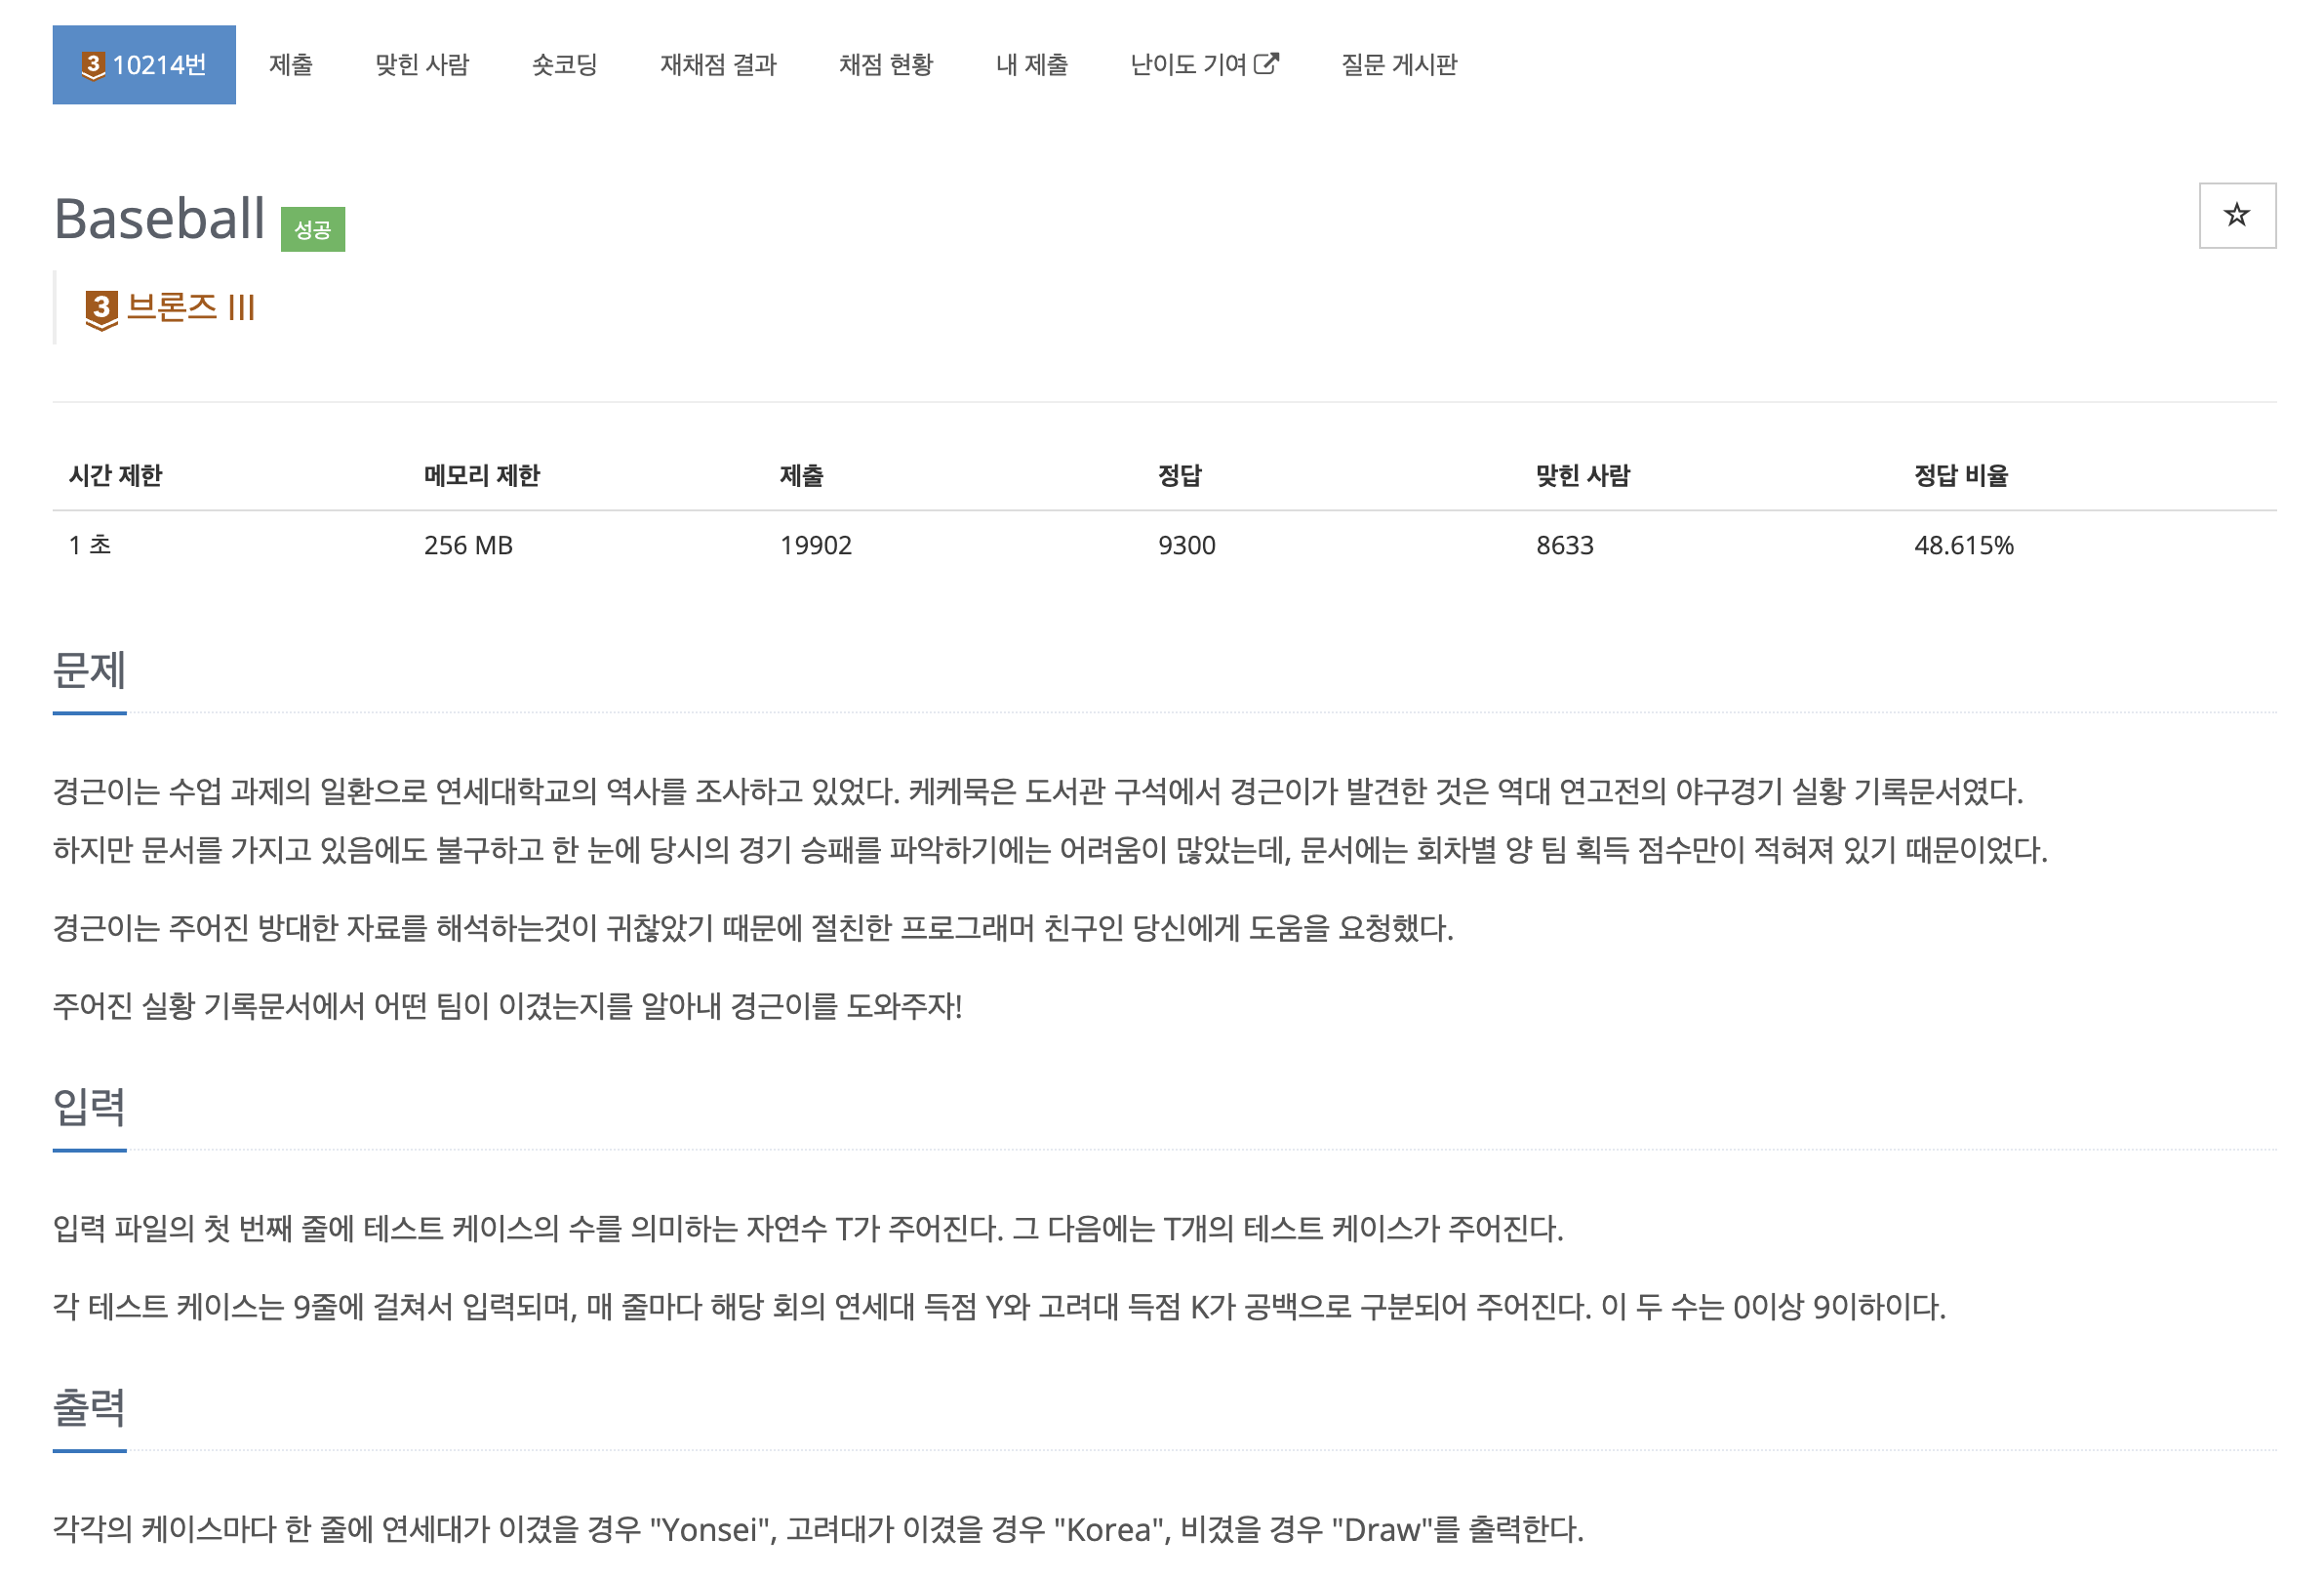 3 10214번 제출 맞힌 사람 숏코딩 재채점 결과 채점 현황 내 제출 난이도 기여 질문 게시판
Baseball 성공
3 브론즈 III
시간 제한 메모리 제한 제출 정답 맞힌 사람 정답 비율
1 초 256 MB 19902 9300 8633 48.615%
문제
경근이는 수업 과제의 일환으로 연세대학교의 역사를 조사하고 있었다. 케케묵은 도서관 구석에서 경근이가 발견한 것은 역대 연고전의 야구경기 실황 기록문서였다.
하지만 문서를 가지고 있음에도 불구하고 한 눈에 당시의 경기 승패를 파악하기에는 어려움이 많았는데, 문서에는 회차별 양 팀 획득 점수만이 적혀져 있기 때문이었다.
경근이는 주어진 방대한 자료를 해석하는것이 귀찮았기 때문에 절친한 프로그래머 친구인 당신에게 도움을 요청했다.
주어진 실황 기록문서에서 어떤 팀이 이겼는지를 알아내 경근이를 도와주자!
입력
입력 파일의 첫 번째 줄에 테스트 케이스의 수를 의미하는 자연수 T가 주어진다. 그 다음에는 T개의 테스트 케이스가 주어진다.
각 테스트 케이스는 9줄에 걸쳐서 입력되며, 매 줄마다 해당 회의 연세대 득점 Y와 고려대 득점 K가 공백으로 구분되어 주어진다. 이 두 수는 0이상 9이하이다.
출력
각각의 케이스마다 한 줄에 연세대가 이겼을 경우 "Yonsei", 고려대가 이겼을 경우 "Korea", 비겼을 경우 "Draw"를 출력한다.